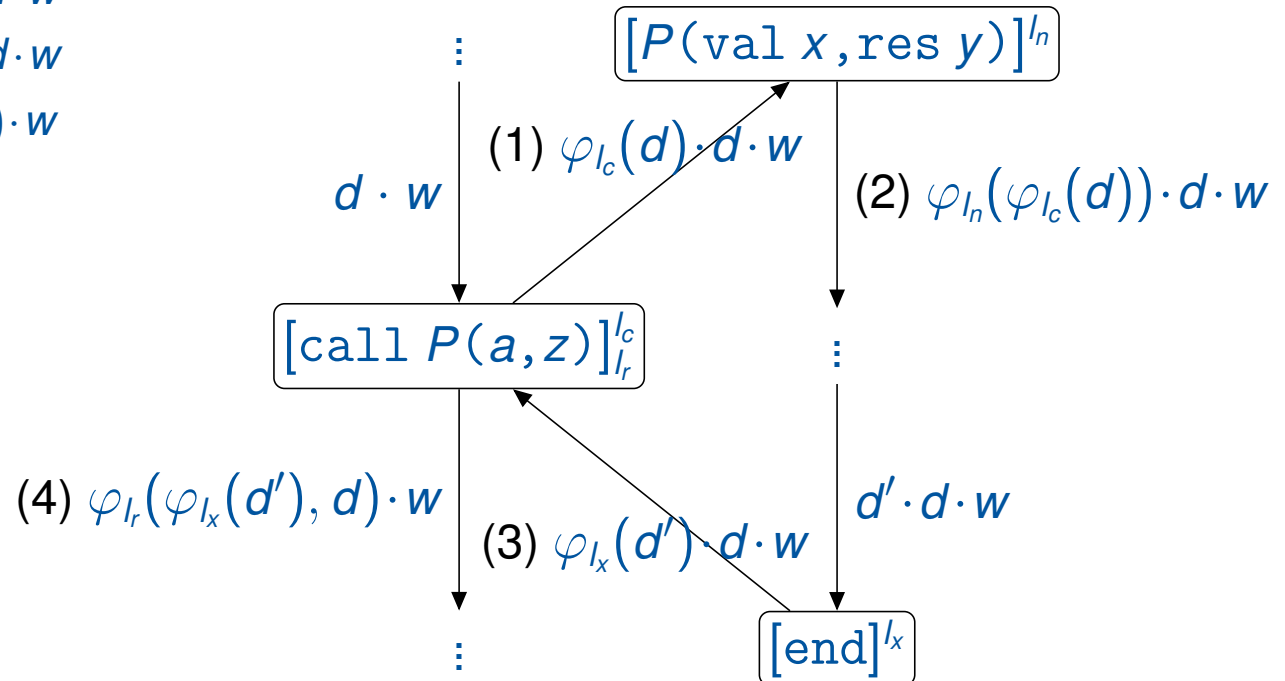 d·w
)·w
⋮
[P(val x,res y)]^{l_n}
(1) φ_{l_c}(d)·d·w
d · w
(2) φ_{l_n}(φ_{l_c}(d))·d·w
[call P(a,z)]^{l_c}_{l_r}
⋮
(4) φ_{l_r}(φ_{l_x}(d′), d)·w
d′·d·w
(3) φ_{l_x}(d′)·d·w
⋮
[end]^{l_x}